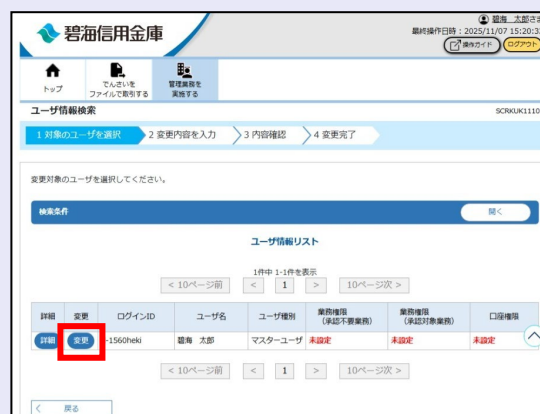 碧海信用金庫
碧海 太郎さま
最終操作日時：2025/11/07 15:20:32
操作ガイド
ログアウト
トップ
でんさいを
ファイルで取引する
管理業務を
実施する
ユーザ情報検索
SCRKUK1110
1 対象のユーザを選択
2 変更内容を入力
3 内容確認
4 変更完了
変更対象のユーザを選択してください。
検索条件
開く
ユーザ情報リスト
1件中 1-1件を表示
< 10ページ前 < 1 > 10ページ次 >
詳細 変更 ログインID ユーザ名 ユーザ種別 業務権限（承認不要業務） 業務権限（承認対象業務） 口座権限
詳細 変更 -1560heki 碧海 太郎 マスターユーザ 未設定 未設定 未設定
< 10ページ前 < 1 > 10ページ次 >
< 戻る